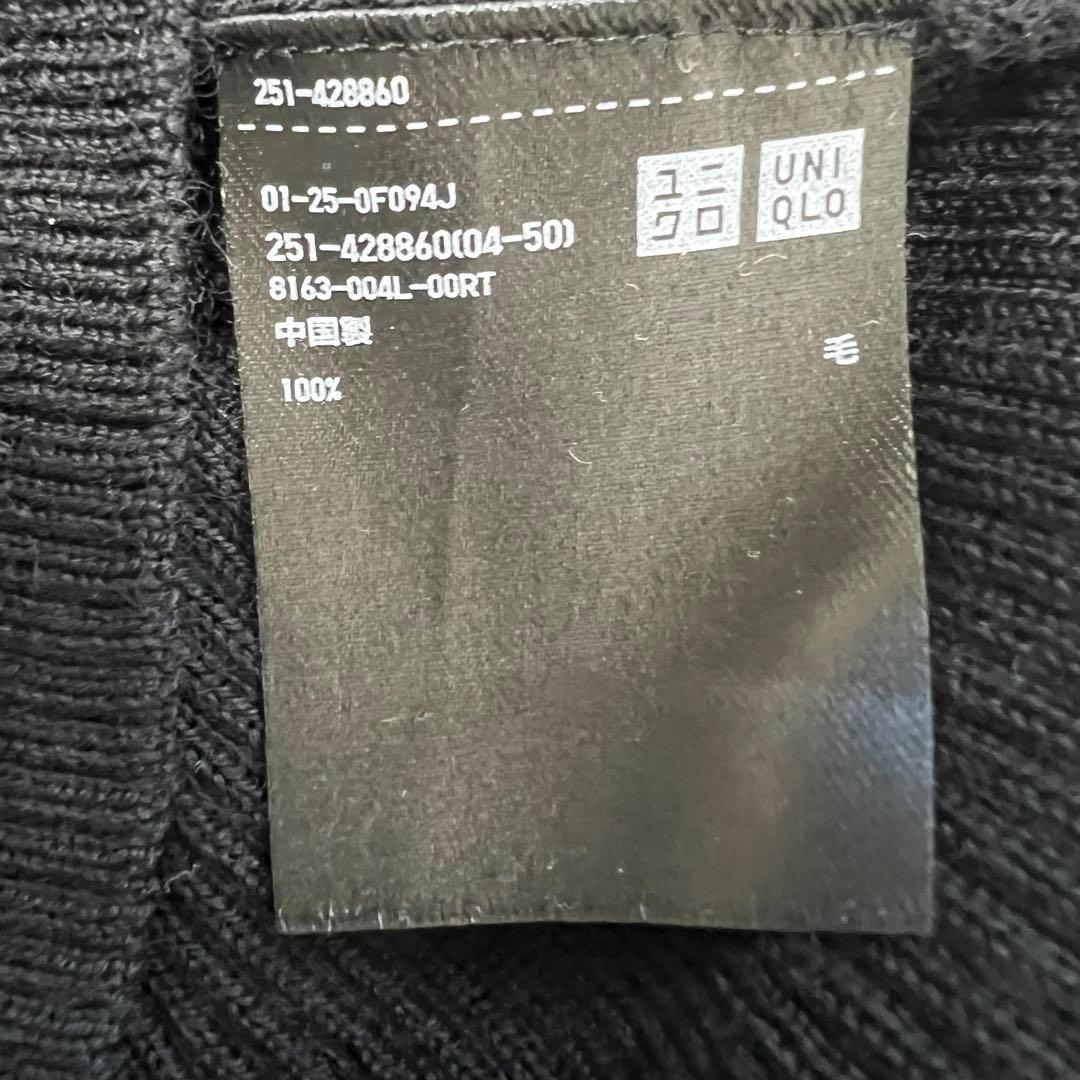 251-428860
01-25-0F094J
251-428860(04-50)
8163-004L-00RT
中国製
毛
100%
ユニ
クロ
UNI
QLO